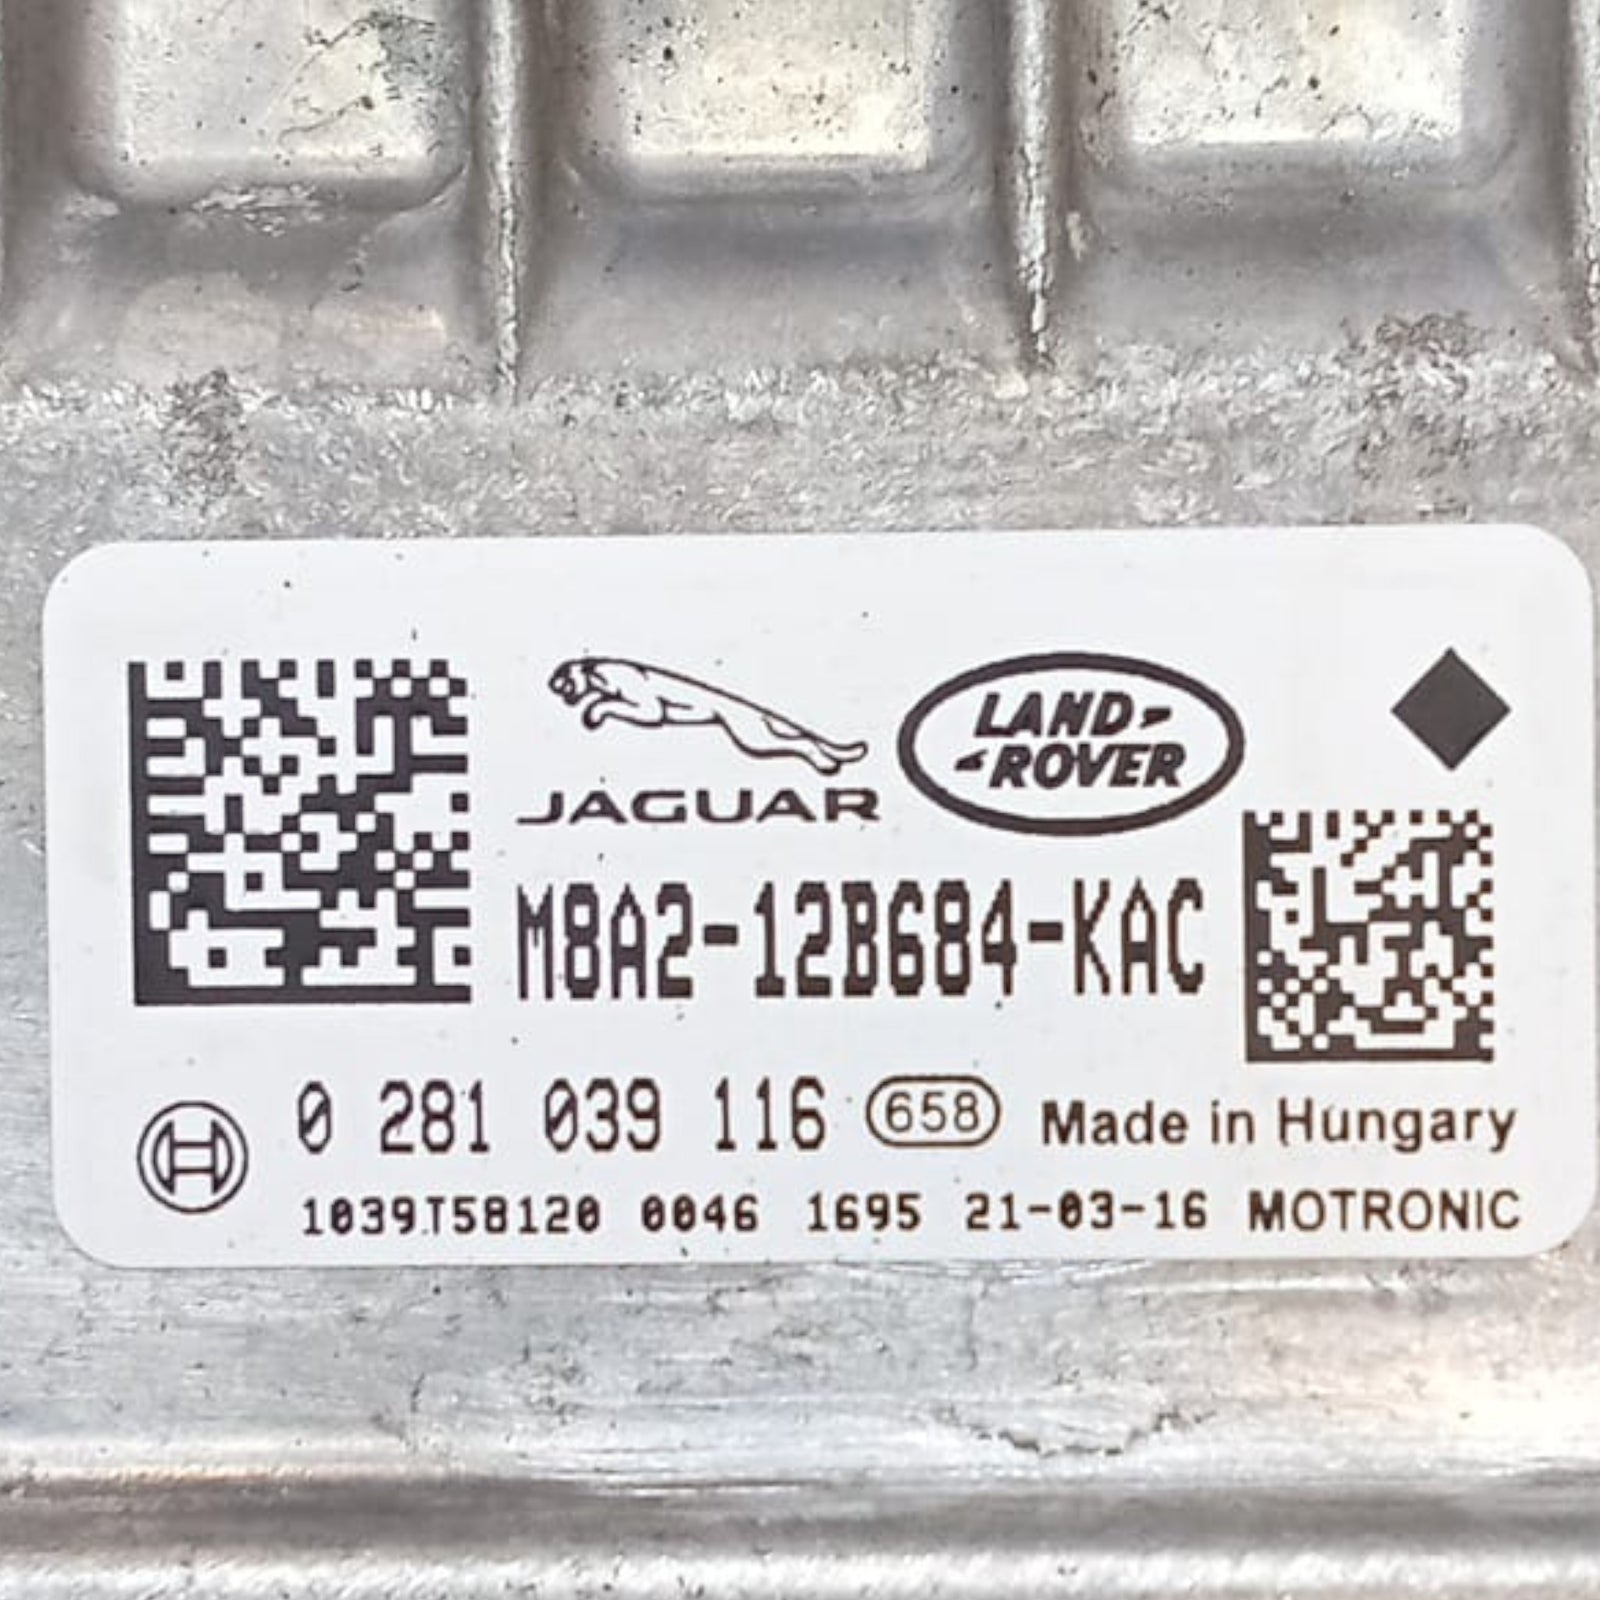 JAGUAR
LAND
ROVER
M8A2-12B684-KAC
0 281 039 116 658 Made in Hungary
1039T58120 0046 1695 21-03-16 MOTRONIC